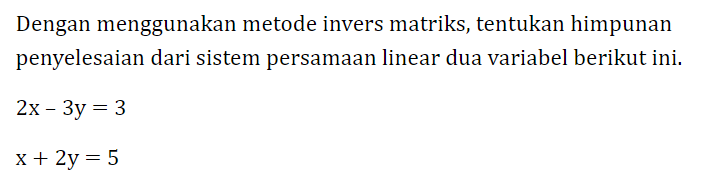 Dengan menggunakan metode invers matriks, tentukan himpunan
penyelesaian dari sistem persamaan linear dua variabel berikut ini.
2x – 3y = 3
x + 2y = 5